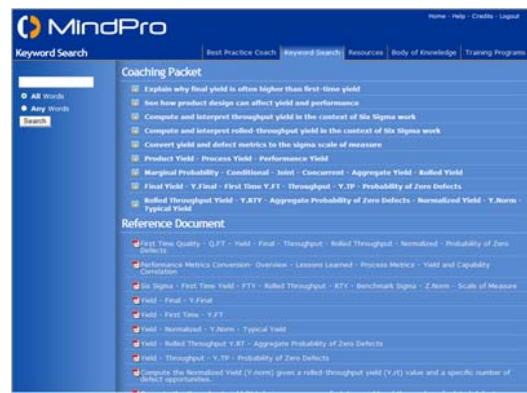 Home - Help - Credits - Logout
MindPro
Keyword Search
Best Practice Coach Keyword Search Resources Body of Knowledge Training Programs
All Words
Any Words
Search
Coaching Packet
Explain why final yield is often higher than first-time yield
See how product design can affect yield and performance
Compute and interpret throughput yield in the context of Six Sigma work
Compute and interpret rolled-throughput yield in the context of Six Sigma work
Convert yield and defect metrics to the sigma scale of measure
Product Yield - Process Yield - Performance Yield
Marginal Probability - Conditional - Joint - Concurrent - Aggregate Yield - Rolled Yield
Final Yield - Y.Final - First Time Y.FT - Throughput - Y.TP - Probability of Zero Defects
Rolled Throughput Yield - Y.RTY - Aggregate Probability of Zero Defects - Normalized Yield - Y.Norm -
Typical Yield
Reference Document
First Time Quality - Q.FT - Yield - Final - Throughput - Rolled Throughput - Normalized - Probability of Zero
Defects
Performance Metrics Conversion- Overview - Lessons Learned - Process Metrics - Yield and Capability
Correlation
Six Sigma - First Time Yield - FTY - Rolled Throughput - RTY - Benchmark Sigma - Z.Norm - Scale of Measure
Yield - Final - Y.Final
Yield - First Time - Y.FT
Yield - Normalized - Y.Norm - Typical Yield
Yield - Rolled Throughput Y.RT - Aggregate Probability of Zero Defects
Yield - Throughput - Y.TP - Probability of Zero Defects
Compute the Normalized Yield (Y.norm) given a rolled-throughput yield (Y.rt) value and a specific number of
defect opportunities.